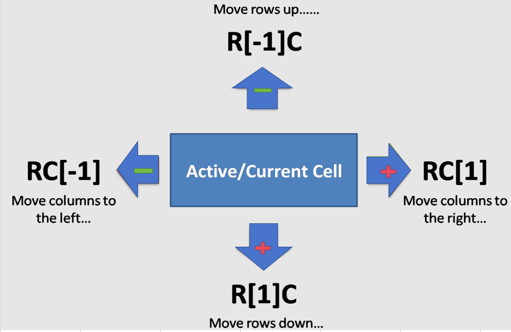 Move rows up......
R[-1]C
RC[-1]
Move columns to
the left...
Active/Current Cell
RC[1]
Move columns to
the right...
R[1]C
Move rows down...